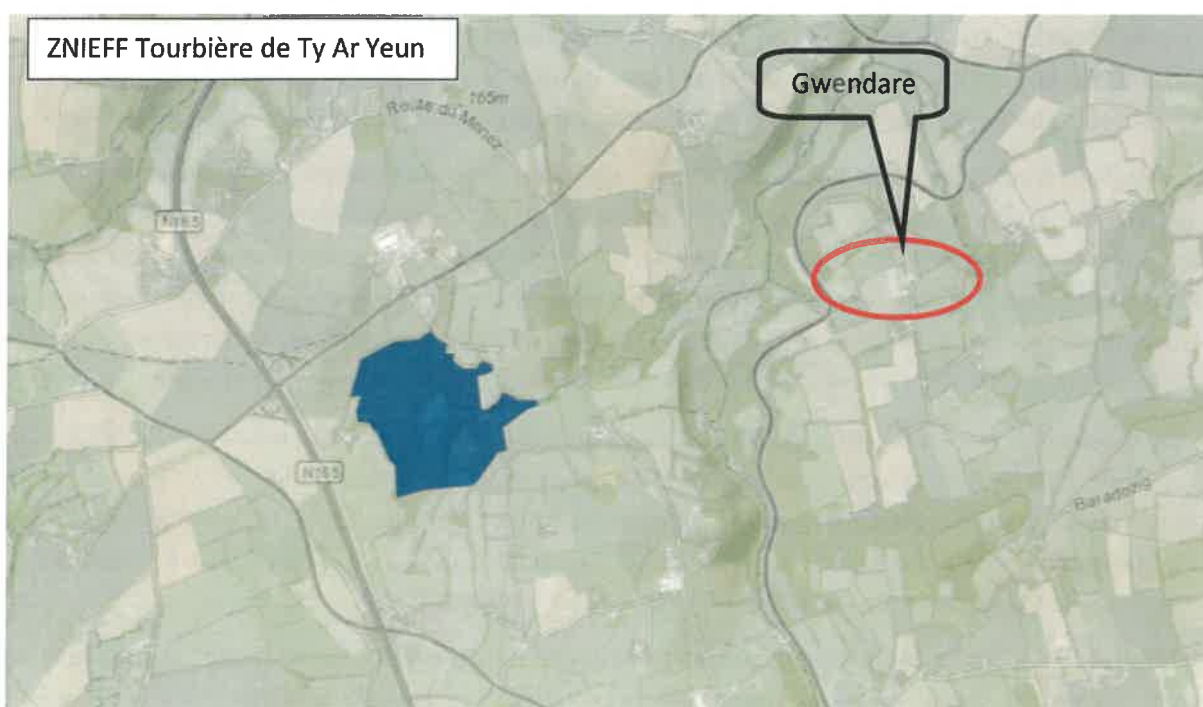 ZNIEFF Tourbière de Ty Ar Yeun
Gwendare
165m
Route du Menez
N165
N165
Baradozig